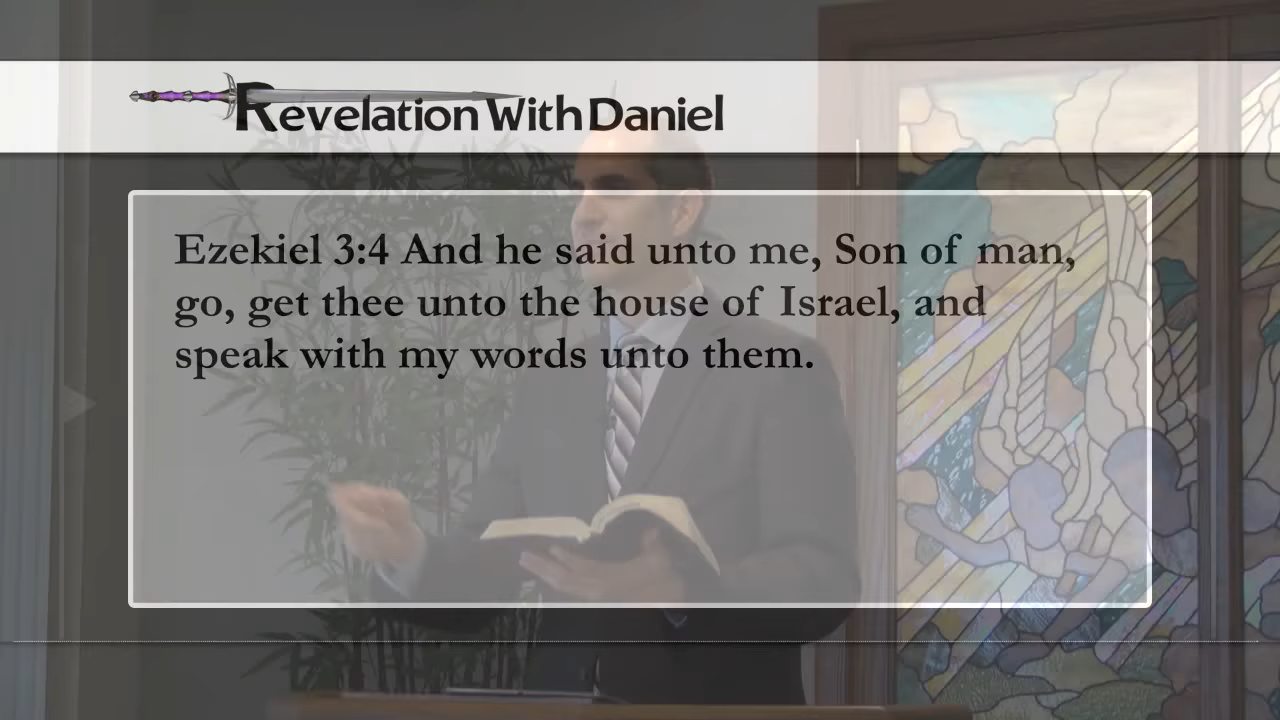 Revelation With Daniel
Ezekiel 3:4 And he said unto me, Son of man,
go, get thee unto the house of Israel, and
speak with my words unto them.